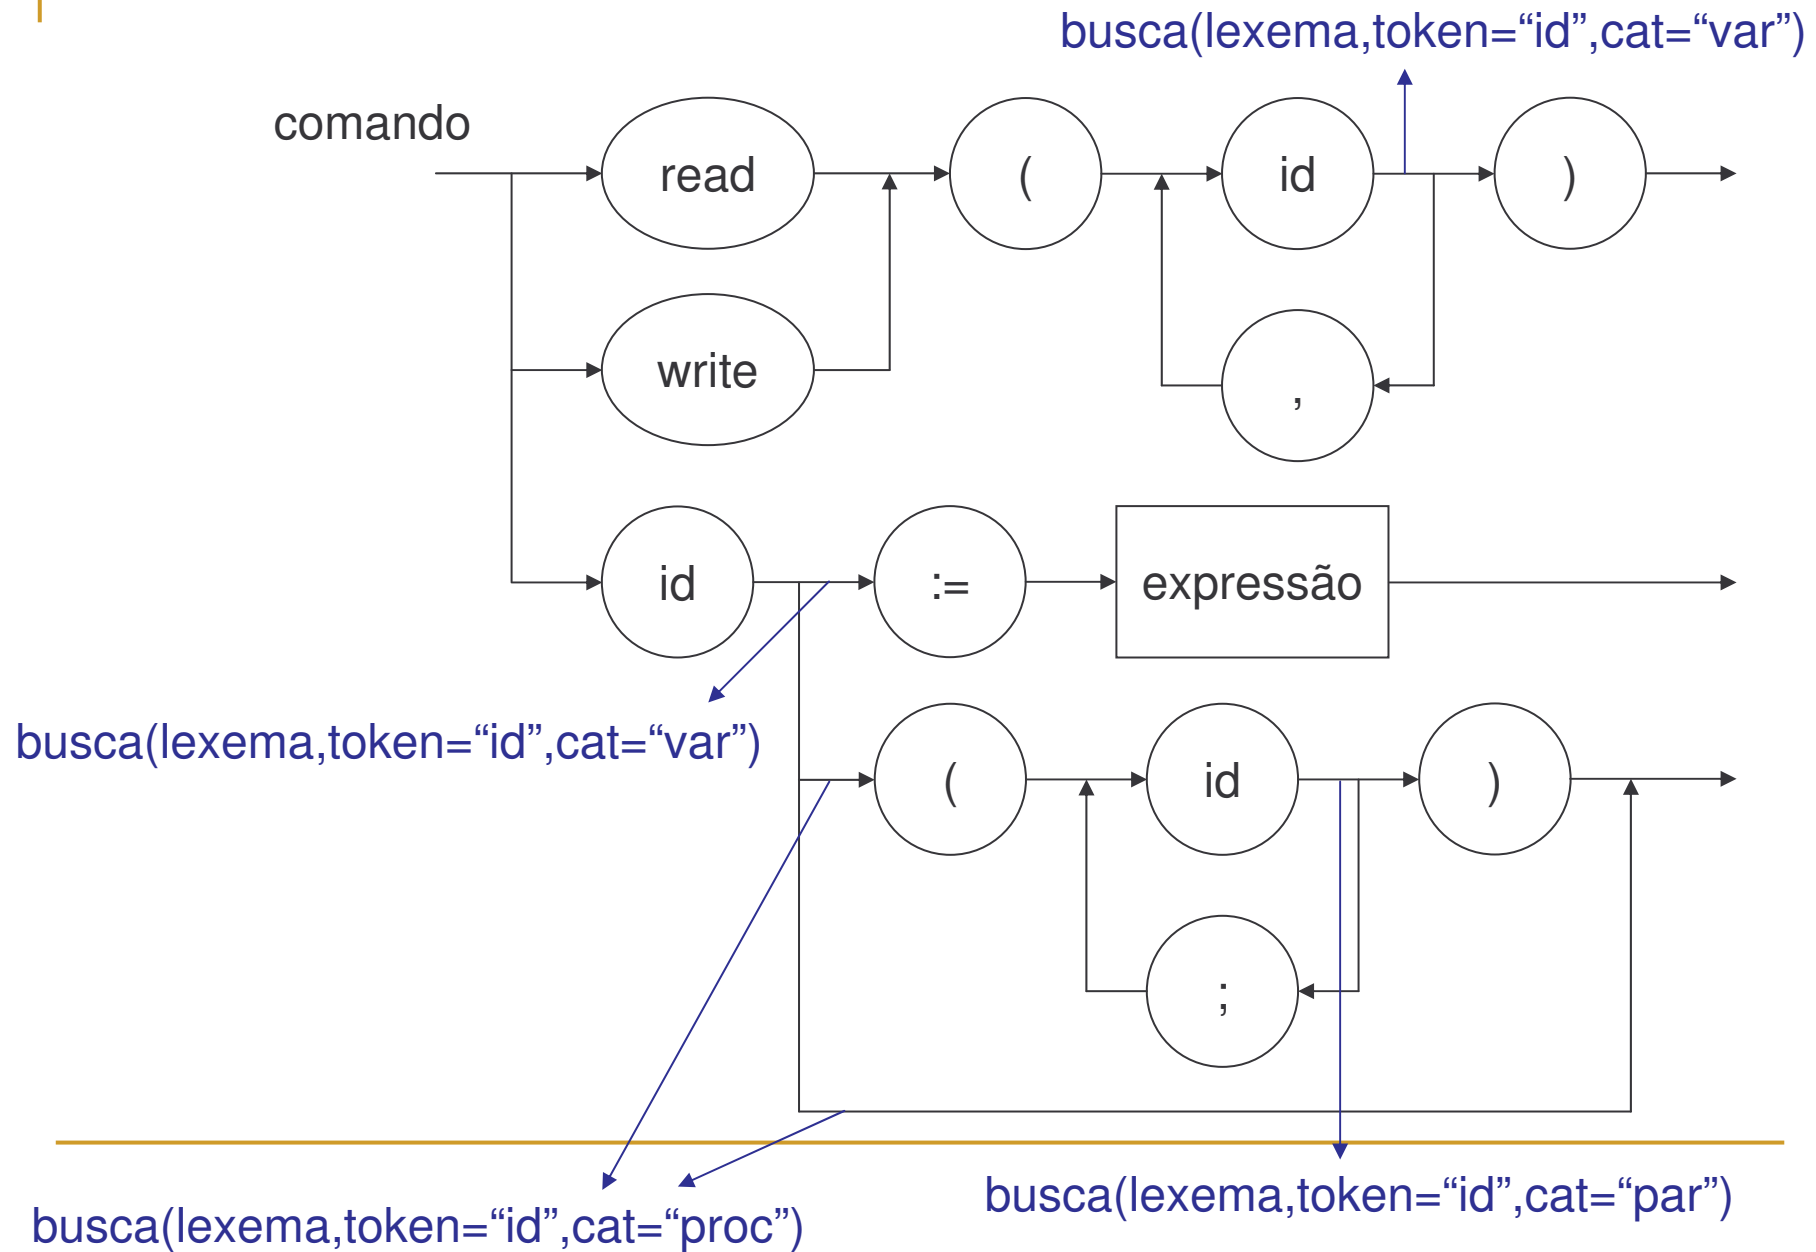 busca(lexema,token=“id”,cat=“var”)
comando
read ( id )
write
,
id := expressão
busca(lexema,token=“id”,cat=“var”)
( id )
;
busca(lexema,token=“id”,cat=“par”)
busca(lexema,token=“id”,cat=“proc”)